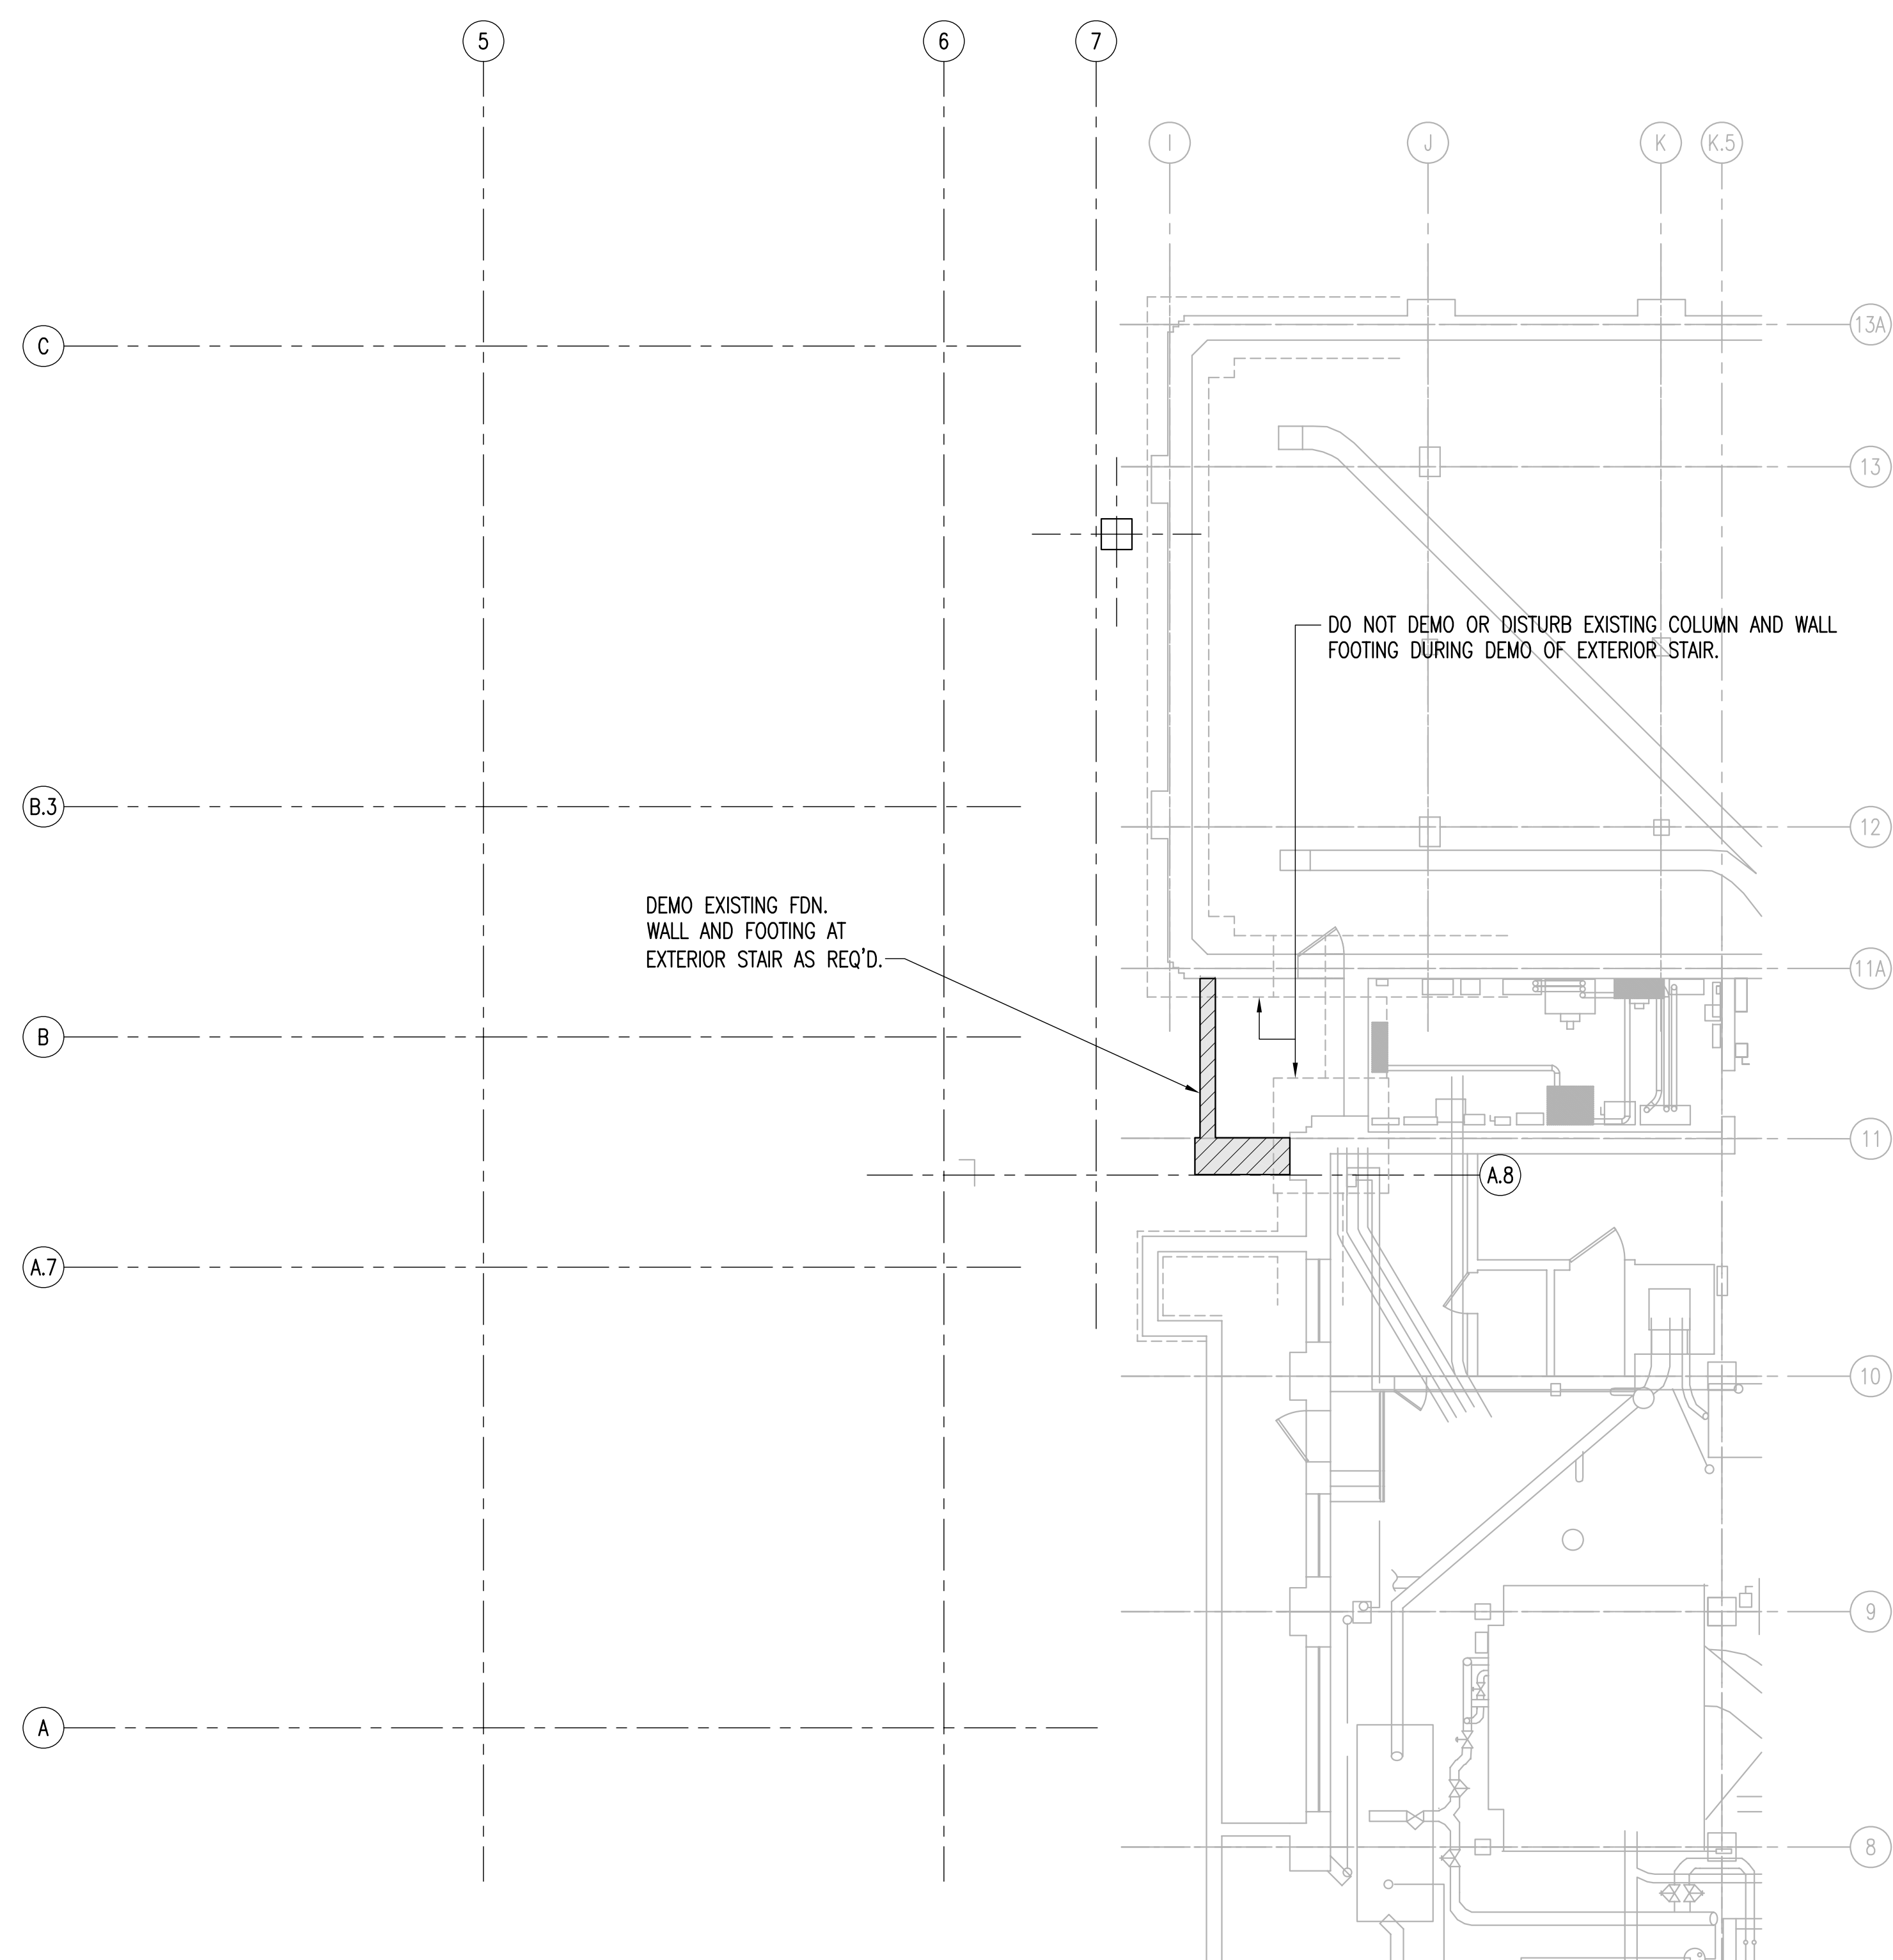 5
6
7
I
J
K
K.5
13A
C
13
DO NOT DEMO OR DISTURB EXISTING COLUMN AND WALL
FOOTING DURING DEMO OF EXTERIOR STAIR.
B.3
12
DEMO EXISTING FDN.
WALL AND FOOTING AT
EXTERIOR STAIR AS REQ'D.
11A
B
11
A.8
A.7
10
9
A
8